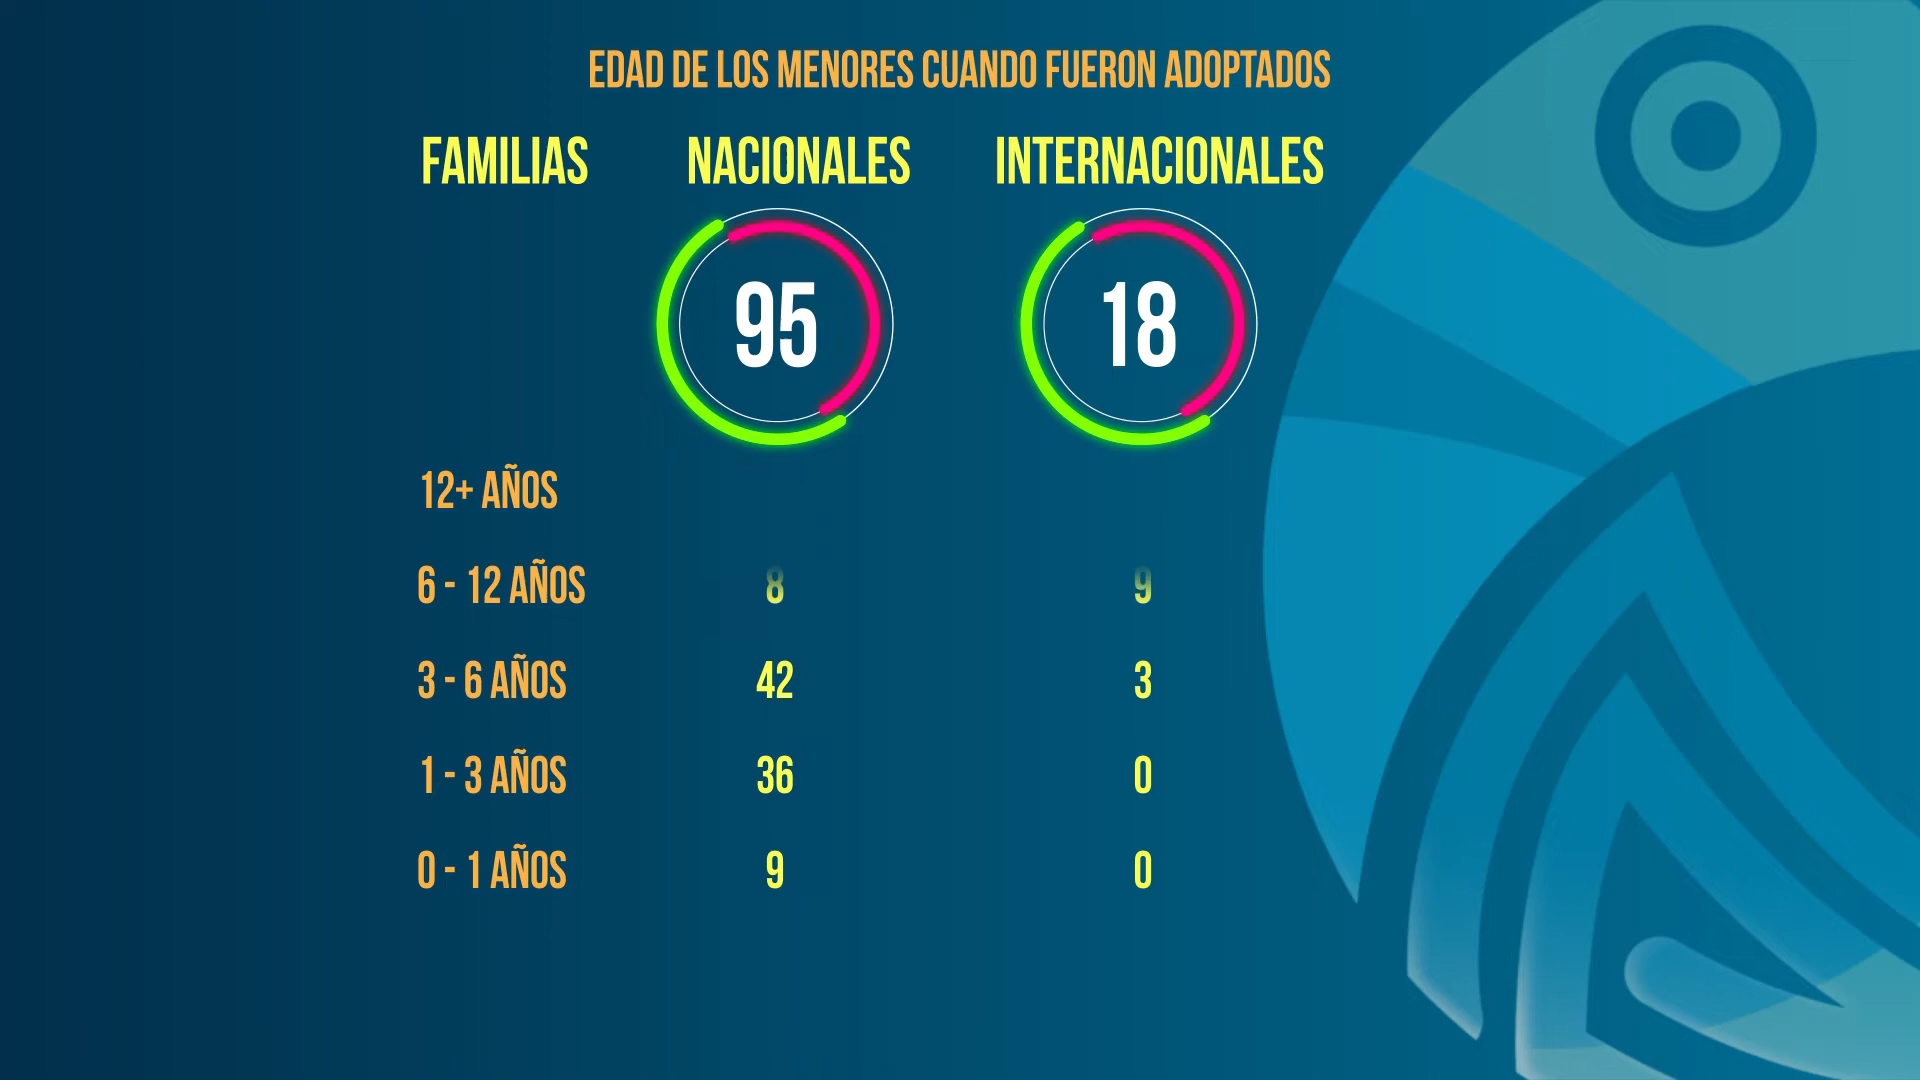 EDAD DE LOS MENORES CUANDO FUERON ADOPTADOS
FAMILIAS NACIONALES INTERNACIONALES
95 18
12+ AÑOS
6 - 12 AÑOS 8 9
3 - 6 AÑOS 42 3
1 - 3 AÑOS 36 0
0 - 1 AÑOS 9 0